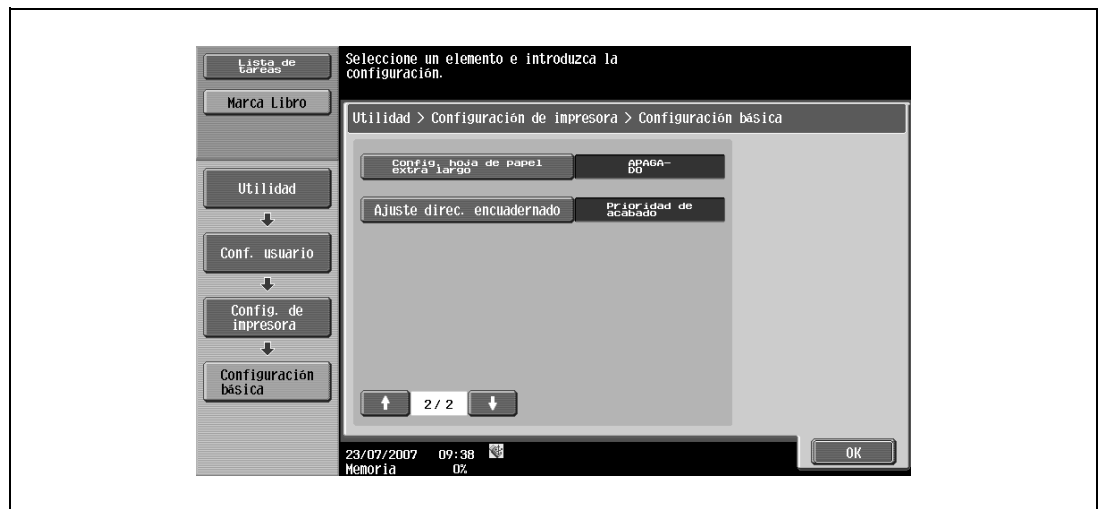 Lista de
tareas
Marca Libro
Utilidad
Conf. usuario
Config. de
impresora
Configuración
básica
Seleccione un elemento e introduzca la
configuración.
Utilidad > Configuración de impresora > Configuración básica
Config. hoja de papel
extra largo
APAGA-
DO
Ajuste direc. encuadernado
Prioridad de
acabado
2/ 2
23/07/2007 09:38
Memoria 0%
OK